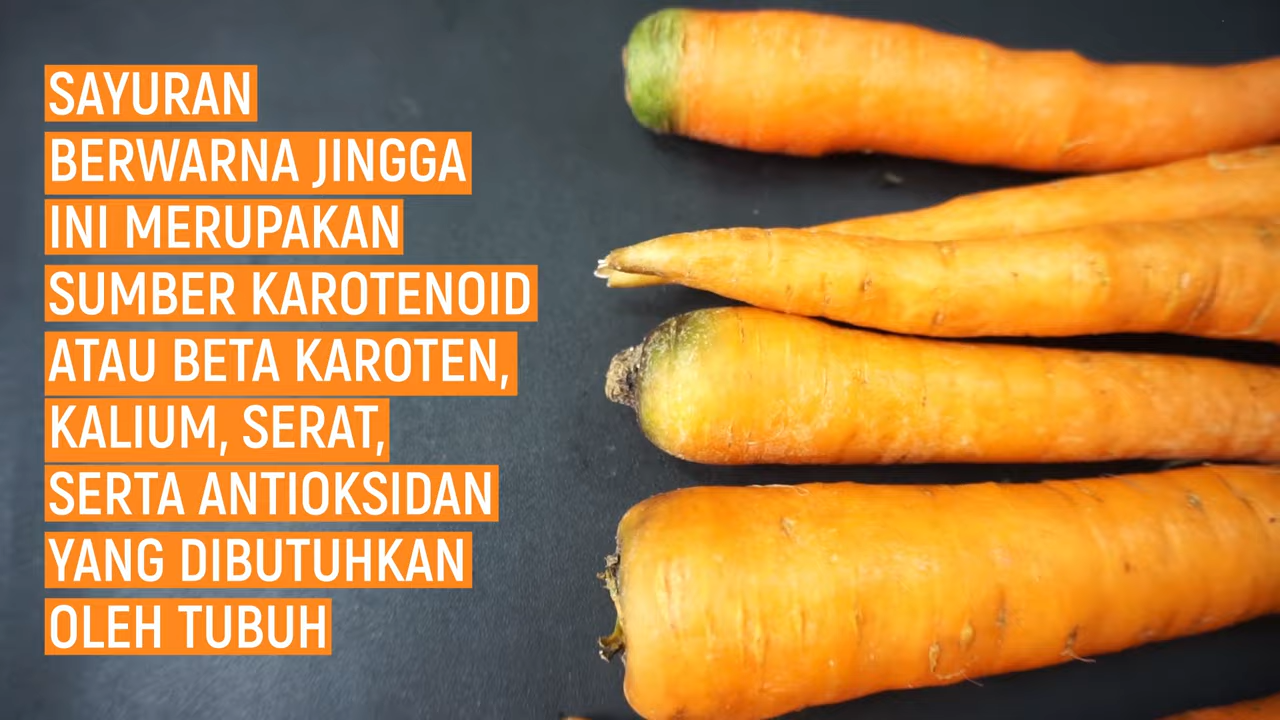 SAYURAN
BERWARNA JINGGA
INI MERUPAKAN
SUMBER KAROTENOID
ATAU BETA KAROTEN,
KALIUM, SERAT,
SERTA ANTIOKSIDAN
YANG DIBUTUHKAN
OLEH TUBUH